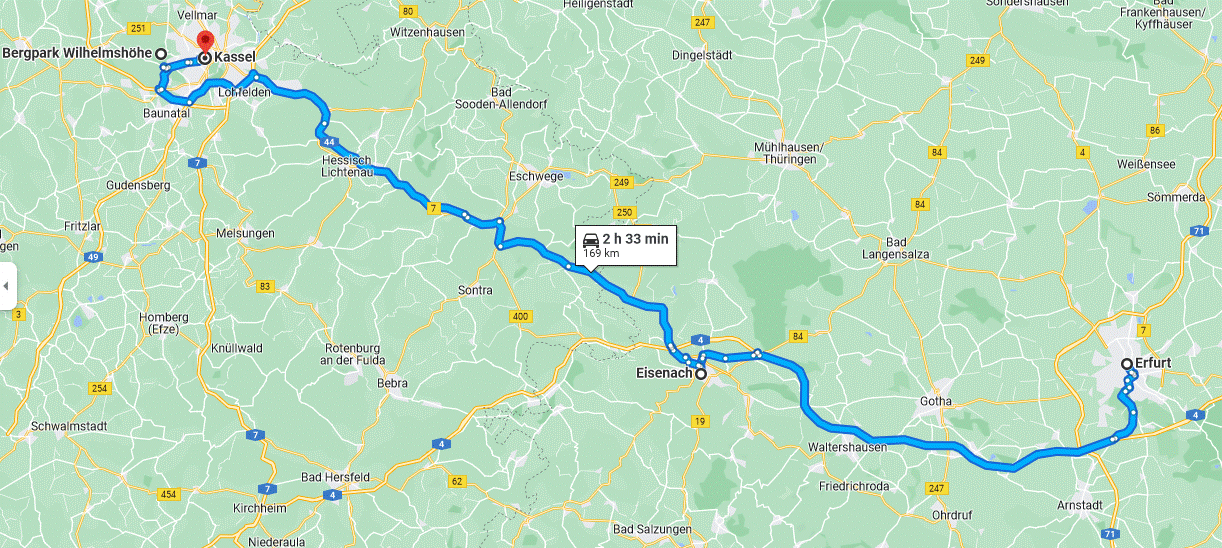 Heiligenstadt
Sondershausen
Bad
Frankenhausen/
Kyffhäuser
Vellmar
80
251
247
Witzenhausen
Dingelstädt
Bergpark Wilhelmshöhe
Kassel
249
Lohfelden
Bad
Sooden-Allendorf
Baunatal
86
44
Mühlhausen/
Thüringen
84
4
7
Hessisch
Lichtenau
Weißensee
Eschwege
249
Gudensberg
Sömmerda
7
250
84
Fritzlar
Melsungen
71
2 h 33 min
169 km
Bad
Langensalza
49
Sontra
83
3
Homberg
(Efze)
400
7
Knüllwald
Rotenburg
an der Fulda
4
84
Erfurt
Eisenach
Bebra
254
Gotha
4
Schwalmstadt
19
7
4
Waltershausen
Bad Hersfeld
62
Friedrichroda
247
454
7
4
Arnstadt
Kirchheim
Ohrdruf
Bad Salzungen
71
Niederaula